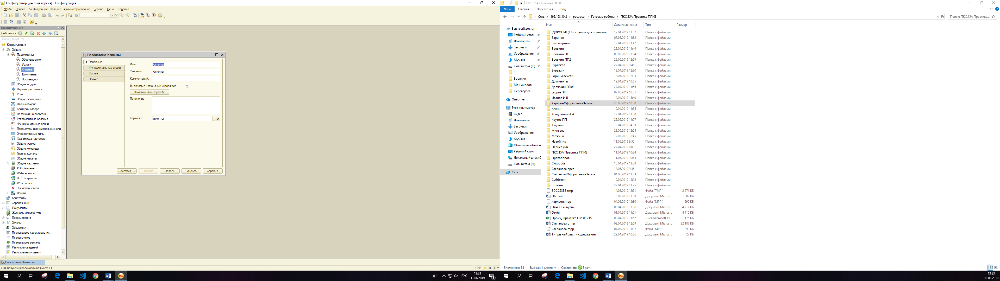 Конфигуратор (учебная версия) - Конфигурация
Файл Правка Конфигурация Отладка Администрирование Сервис Окна Справка
Конфигурация
Действия
Поиск (Ctrl+Alt+M)
Конфигурация
Общие
Подсистемы
Оборудование
Услуги
Клиенты
Документы
Поставщики
Общие модули
Параметры сеанса
Роли
Общие реквизиты
Планы обмена
Критерии отбора
Подписки на события
Регламентные задания
Функциональные опции
Параметры функциональных опц
Определяемые типы
Хранилища настроек
Общие формы
Общие команды
Группы команд
Общие макеты
Общие картинки
XDTO-пакеты
Web-сервисы
HTTP-сервисы
WS-ссылки
Элементы стиля
Языки
Константы
Справочники
Документы
Журналы документов
Перечисления
Отчеты
Обработки
Планы видов характеристик
Планы счетов
Планы видов расчета
Регистры сведений
Регистры накопления
Подсистема Клиенты
Основные
Функциональные опции
Состав
Прочее
Имя: Клиенты
Синоним: Клиенты
Комментарий:
Включать в командный интерфейс
Командный интерфейс
Пояснение:
Картинка: клиенты
Действия <Назад Далее> Закрыть Справка
Подсистема Клиенты
Для получения подсказки нажмите F1
CAP NUM ru
РУС 13:33
11.06.2019
1
ПКС.15А Практика ПП.03
Файл Главная Поделиться Вид
Сеть 192.168.10.2 ресурсы Готовые работы ПКС.15А Практика ПП.03
Поиск: ПКС.15А Практика...
Быстрый доступ
Рабочий стол
Документы
Загрузки
Изображения
Музыка
Новый том (E:)
!
Бровкин
Мой диплом
Переверзев
OneDrive
Этот компьютер
Видео
Документы
Загрузки
Изображения
Музыка
Объемные объекты
Рабочий стол
Локальный диск (C
Новый том (E:)
Сеть
Имя Дата изменения Тип Размер
(ДОРОНИН)Программа для оцениван... 19.04.2019 13:07 Папка с файлами
Баринов 07.05.2019 11:32 Папка с файлами
Бессмертнов 19.04.2019 11:42 Папка с файлами
Бровкин 22.04.2019 11:49 Папка с файлами
Бровкин ПП 08.05.2019 13:04 Папка с файлами
Бровкин ПП2 29.05.2019 12:59 Папка с файлами
Бурлаков 27.04.2019 9:46 Папка с файлами
Бурыкин 19.04.2019 12:20 Папка с файлами
Горин Алексей 13.05.2019 12:35 Папка с файлами
Документы 19.04.2019 10:55 Папка с файлами
Дрожжин ПП03 27.04.2019 11:56 Папка с файлами
ЕгоровПП 07.05.2019 10:31 Папка с файлами
Иванов И.В 19.04.2019 15:40 Папка с файлами
КарлсонОформлениеЗаказа 20.05.2019 10:30 Папка с файлами
Клёнин 19.04.2019 14:35 Папка с файлами
Кондрашин А.А 19.04.2019 11:08 Папка с файлами
Крутов ПП 22.05.2019 14:27 Папка с файлами
Куделин 19.04.2019 14:03 Папка с файлами
Мингела 22.05.2019 12:05 Папка с файлами
Можина 17.05.2019 16:45 Папка с файлами
Навойчик 11.05.2019 9:50 Папка с файлами
Перцев Д.А 27.04.2019 8:09 Папка с файлами
ПКС.15А Практика ПП.03 11.04.2019 10:34 Папка с файлами
Протопопов 11.05.2019 10:45 Папка с файлами
Скворцов 16.04.2019 13:38 Папка с файлами
Степанова пред 13.05.2019 9:35 Папка с файлами
СтепановаОформлениеЗаказа 04.06.2019 11:03 Папка с файлами
Субботкин 19.04.2019 13:08 Папка с файлами
Яшагин 27.04.2019 11:25 Папка с файлами
BDCC53BB.tmp 14.03.2019 12:51 Файл "TMP" 2 671 КБ
Otchyot 13.03.2019 13:09 Документ Micros... 1 502 КБ
Карлсон.mpp 04.03.2019 13:30 Файл "MPP" 290 КБ
Отчёт Скинутть 02.04.2019 13:36 Документ Micros... 4 717 КБ
Отчёт 01.04.2019 11:01 Документ Micros... 4 710 КБ
Произ_ Практика ПМ 03 215 02.04.2019 11:52 Лист Microsoft Ex... 175 КБ
Степанова отчет 02.04.2019 12:59 Документ Micros... 22 187 КБ
Степанова.mpp 04.03.2019 13:37 Файл "MPP" 290 КБ
Титульный лист и содержание 29.04.2019 10:56 Документ Micros... 27 КБ
Элементов: 38 Выбран 1 элемент Состояние: В сети
13:33
11.06.2019